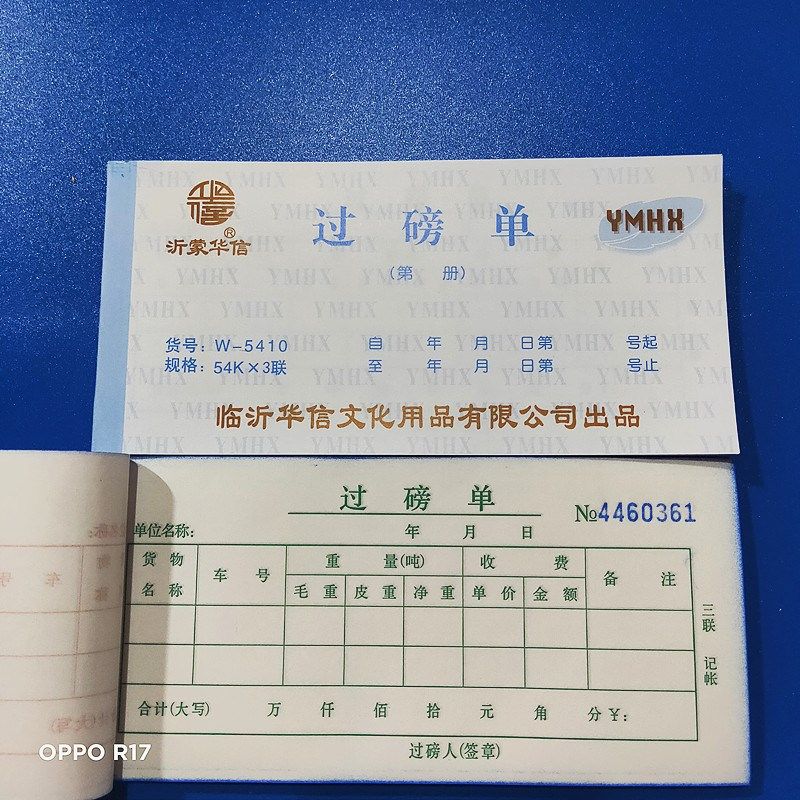 沂蒙华信®
过 磅 单
YMHX
(第 册)
货号: W-5410 自 年 月 日第 号起
规格: 54K×3联 至 年 月 日第 号止
临沂华信文化用品有限公司出品
过 磅 单
№4460361
单位名称: 年 月 日
货物名称 车号 重量(吨) 收费 备注
毛重 皮重 净重 单价 金额
三联 记帐
合计(大写) 万 仟 佰 拾 元 角 分 ¥:
过磅人(签章)
OPPO R17